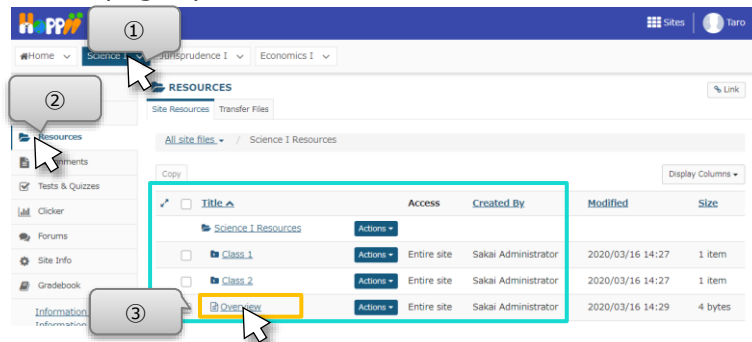 Hoppii
Sites Taro
①
Home Science I Jurisprudence I Economics I
RESOURCES
Link
②
Site Resources Transfer Files
Resources
All site files / Science I Resources
Tests & Quizzes
Copy
Display Columns
Title Access Created By Modified Size
Clicker
Science I Resources Actions
Forums
Class 1 Actions Entire site Sakai Administrator 2020/03/16 14:27 1 item
Site Info
Class 2 Actions Entire site Sakai Administrator 2020/03/16 14:27 1 item
Gradebook
Overview Actions Entire site Sakai Administrator 2020/03/16 14:29 4 bytes
Information
③
Information